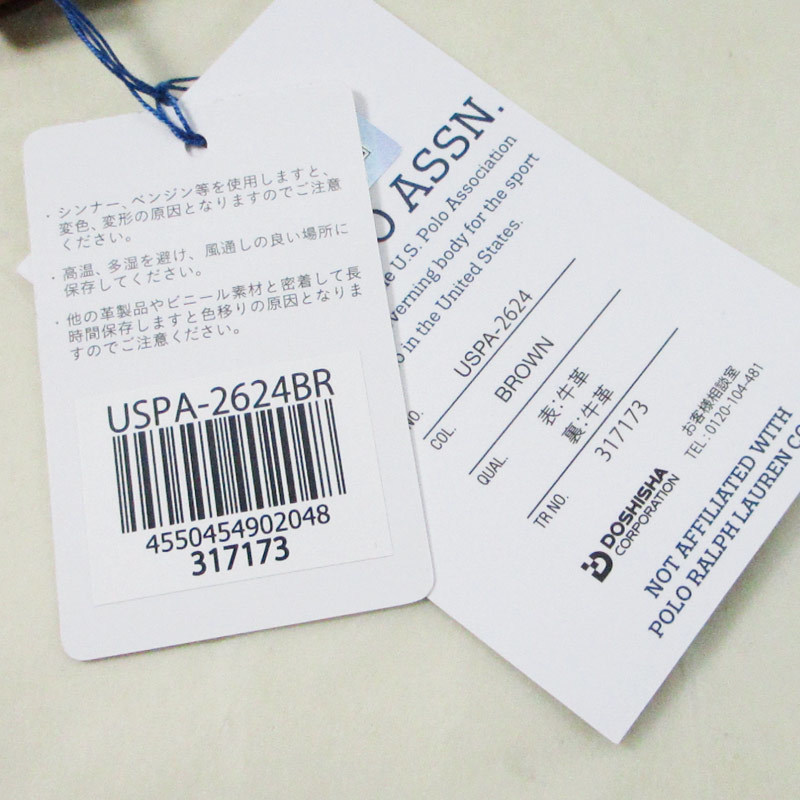 ・シンナー、ベンジン等を使用しますと、
変色、変形の原因となりますのでご注意
ください。
・高温、多湿を避け、風通しの良い場所に
保存してください。
・他の革製品やビニール素材と密着して長
時間保存しますと色移りの原因となりま
すのでご注意ください。
USPA-2624BR
4550454902048
317173
O ASSN.
e U.S. Polo Association
verning body for the sport
o in the United States.
NO. USPA-2624
COL. BROWN
QUAL. 表:牛革
裏:牛革
TR NO. 317173
お客様相談室
TEL:0120-104-481
DOSHISHA
CORPORATION
NOT AFFILIATED WITH
POLO RALPH LAUREN CO